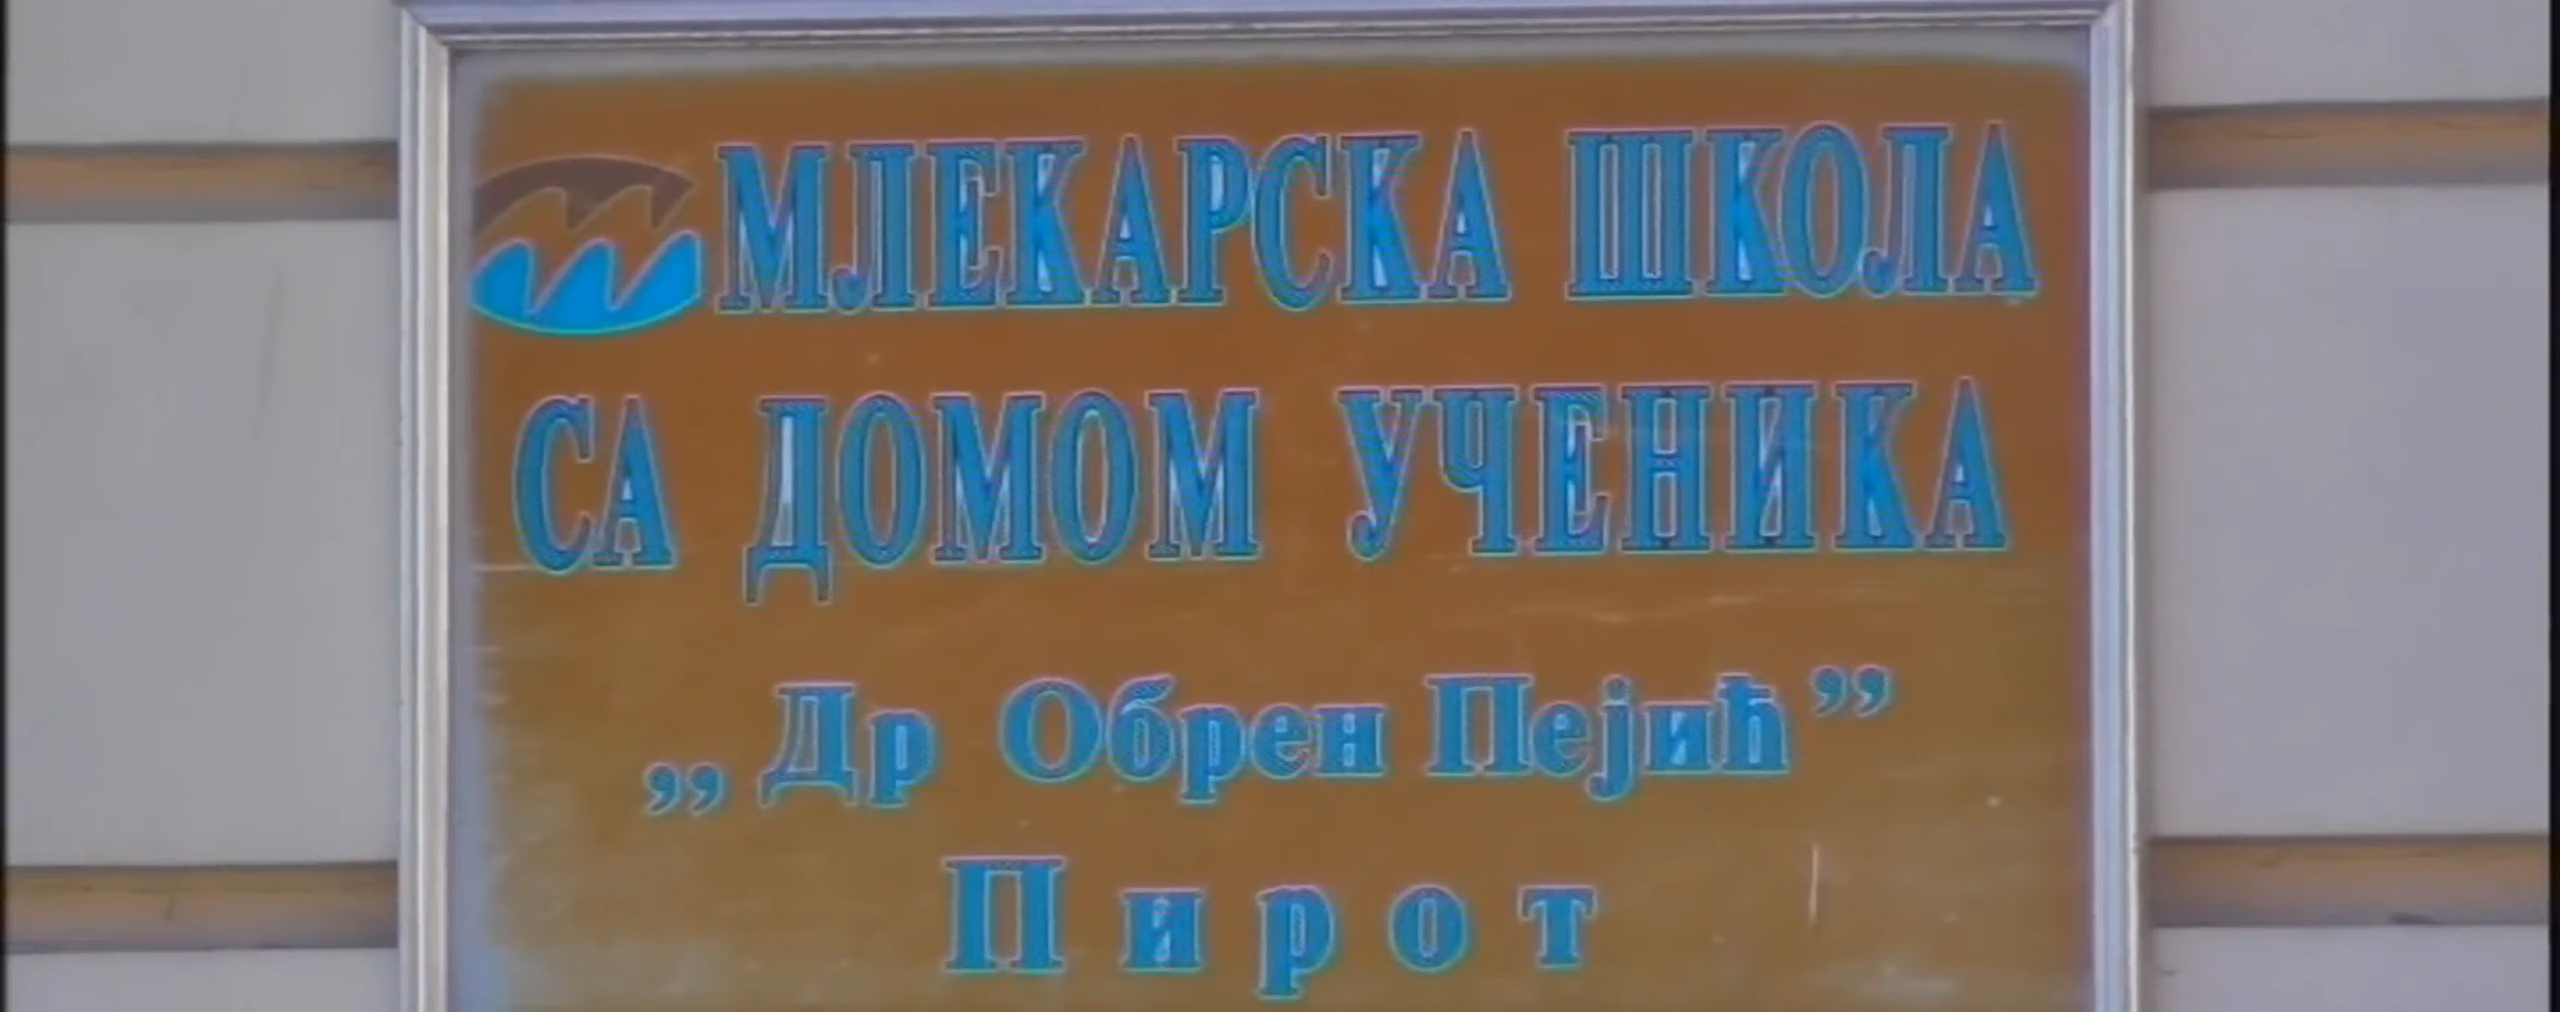 МЛЕКАРСКА ШКОЛА
СА ДОМОМ УЧЕНИКА
„Др Обрен Пејић”
Пирот